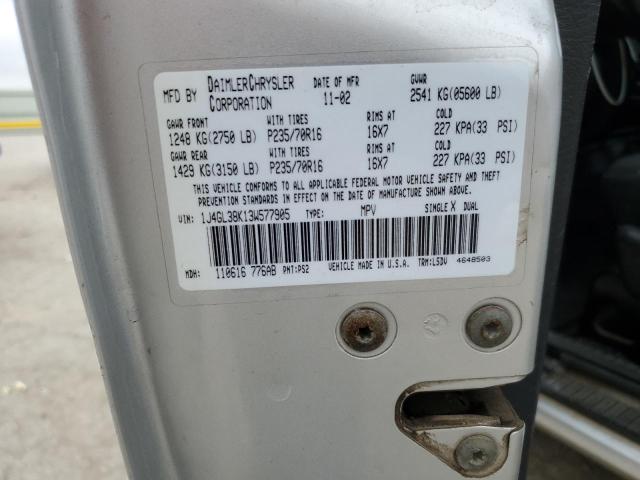 MFD BY DAIMLERCHRYSLER CORPORATION DATE OF MFR 11-02 GVWR 2541 KG(05600 LB)
GAWR FRONT WITH TIRES RIMS AT COLD
1248 KG(2750 LB) P235/70R16 16X7 227 KPA(33 PSI)
GAWR REAR WITH TIRES RIMS AT COLD
1429 KG(3150 LB) P235/70R16 16X7 227 KPA(33 PSI)
THIS VEHICLE CONFORMS TO ALL APPLICABLE FEDERAL MOTOR VEHICLE SAFETY AND
THEFT PREVENTION STANDARDS IN EFFECT ON THE DATE OF MANUFACTURE SHOWN ABOVE.
VIN: 1J4GL38K13W577905 TYPE: MPV SINGLE X DUAL
MDH: 110616 776AB PNT:PS2 VEHICLE MADE IN U.S.A. TRM:L5DV 4648503